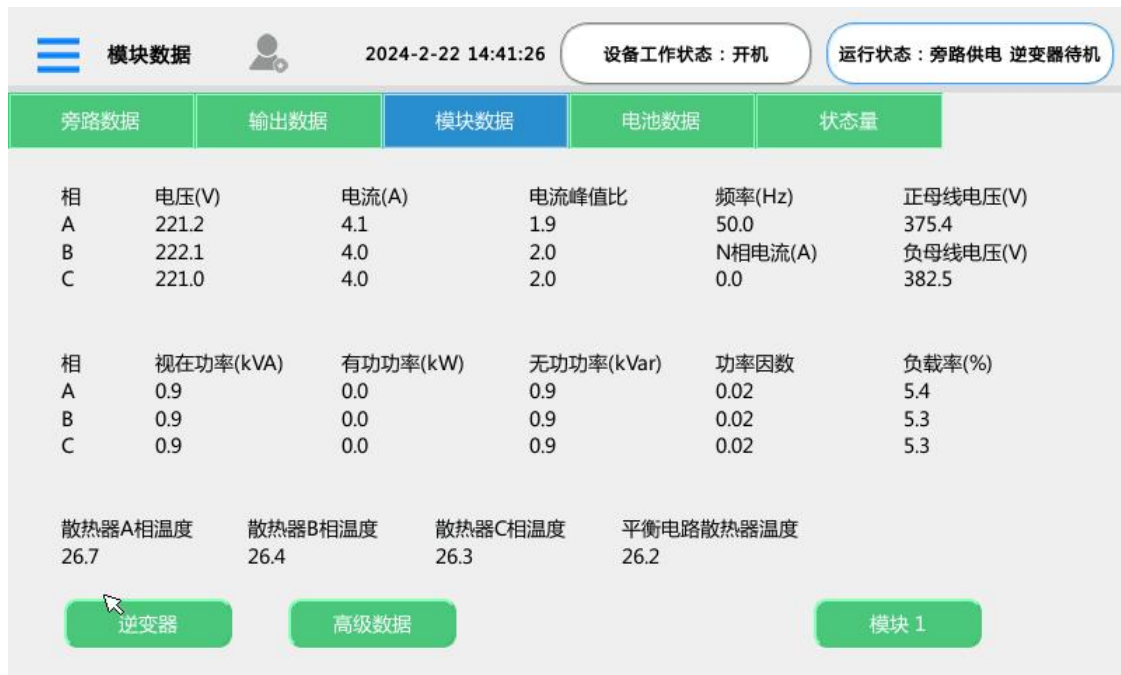 模块数据 2024-2-22 14:41:26 设备工作状态：开机 运行状态：旁路供电 逆变器待机
旁路数据 输出数据 模块数据 电池数据 状态量
相 电压(V) 电流(A) 电流峰值比 频率(Hz) 正母线电压(V)
A 221.2 4.1 1.9 50.0 375.4
B 222.1 4.0 2.0 N相电流(A) 负母线电压(V)
C 221.0 4.0 2.0 0.0 382.5
相 视在功率(kVA) 有功功率(kW) 无功功率(kVar) 功率因数 负载率(%)
A 0.9 0.0 0.9 0.02 5.4
B 0.9 0.0 0.9 0.02 5.3
C 0.9 0.0 0.9 0.02 5.3
散热器A相温度 散热器B相温度 散热器C相温度 平衡电路散热器温度
26.7 26.4 26.3 26.2
逆变器 高级数据 模块 1